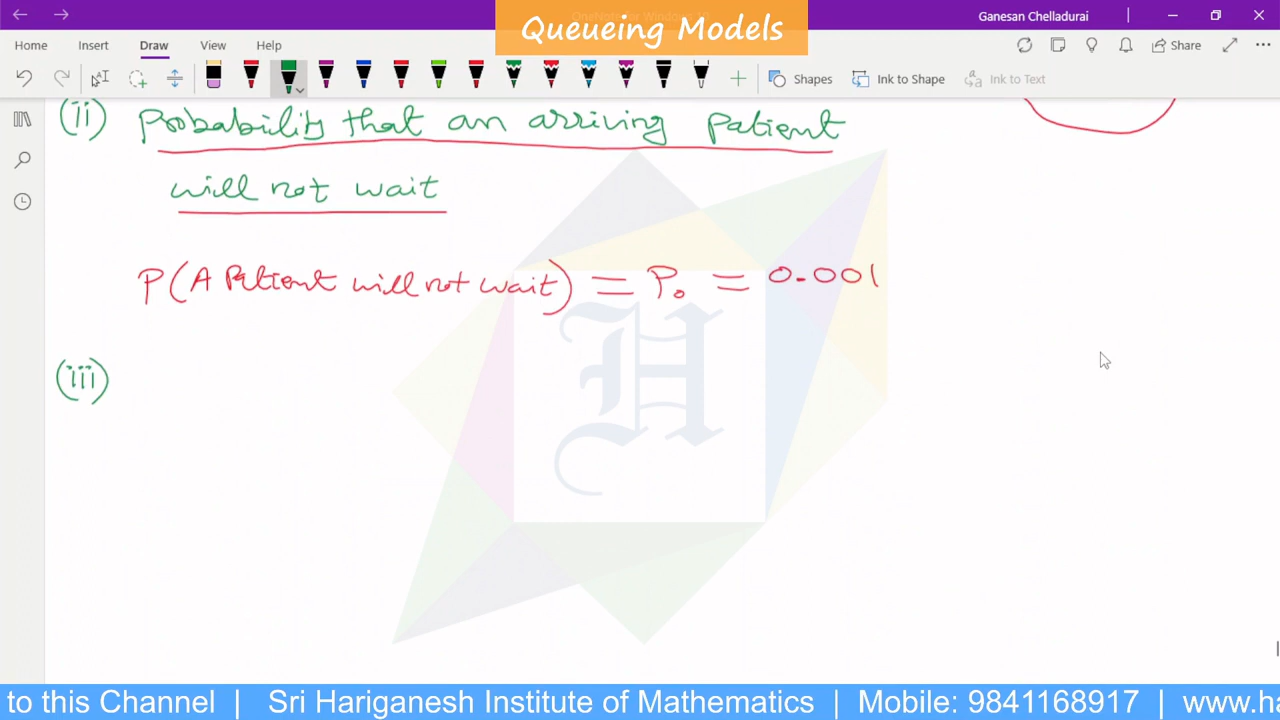 Queueing Models
Ganesan Chelladurai
Home Insert Draw View Help
Share
Shapes Ink to Shape Ink to Text
(ii) Probability that an arriving patient
will not wait
P(A Patient will not wait) = P₀ = 0.001
(iii)
H
to this Channel | Sri Hariganesh Institute of Mathematics | Mobile: 9841168917 | www.ha